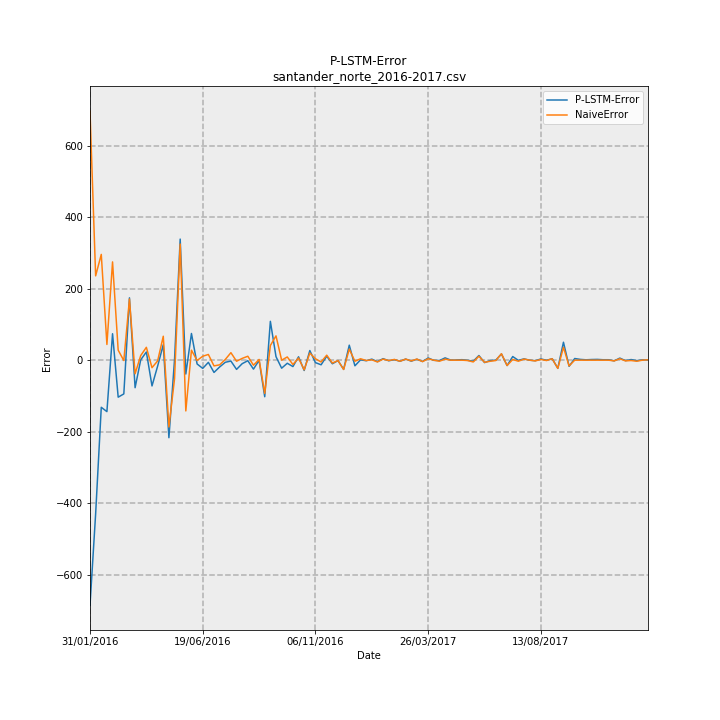 P-LSTM-Error
santander_norte_2016-2017.csv
P-LSTM-Error
NaiveError
600
400
200
0
−200
−400
−600
Error
31/01/2016
19/06/2016
06/11/2016
26/03/2017
13/08/2017
Date